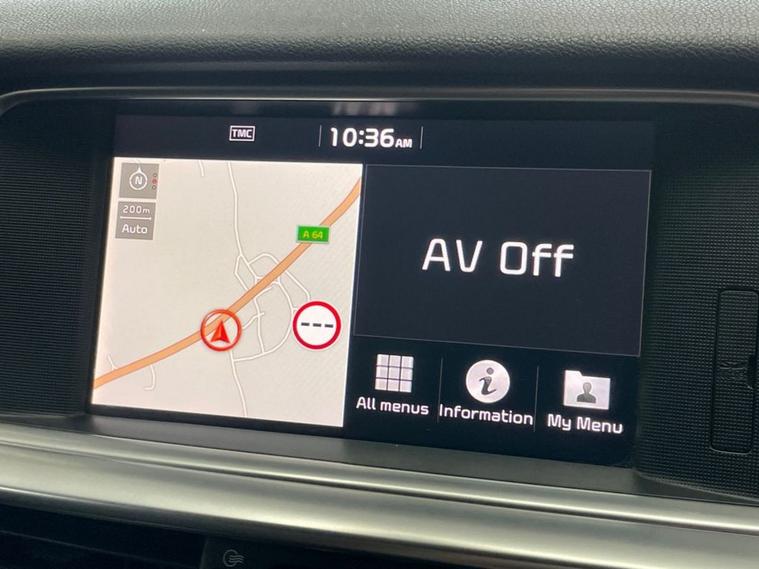 TMC
10:36AM
N
200m
Auto
A 64
---
AV Off
All menus
Information
My Menu